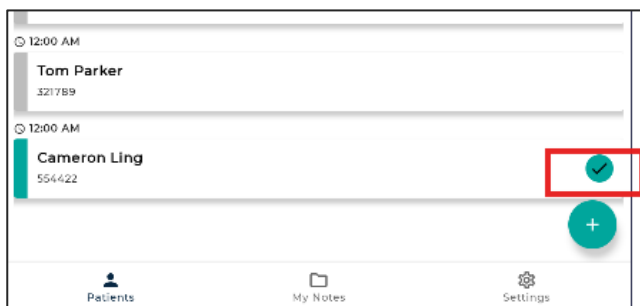 12:00 AM
Tom Parker
321789
12:00 AM
Cameron Ling
554422
Patients
My Notes
Settings